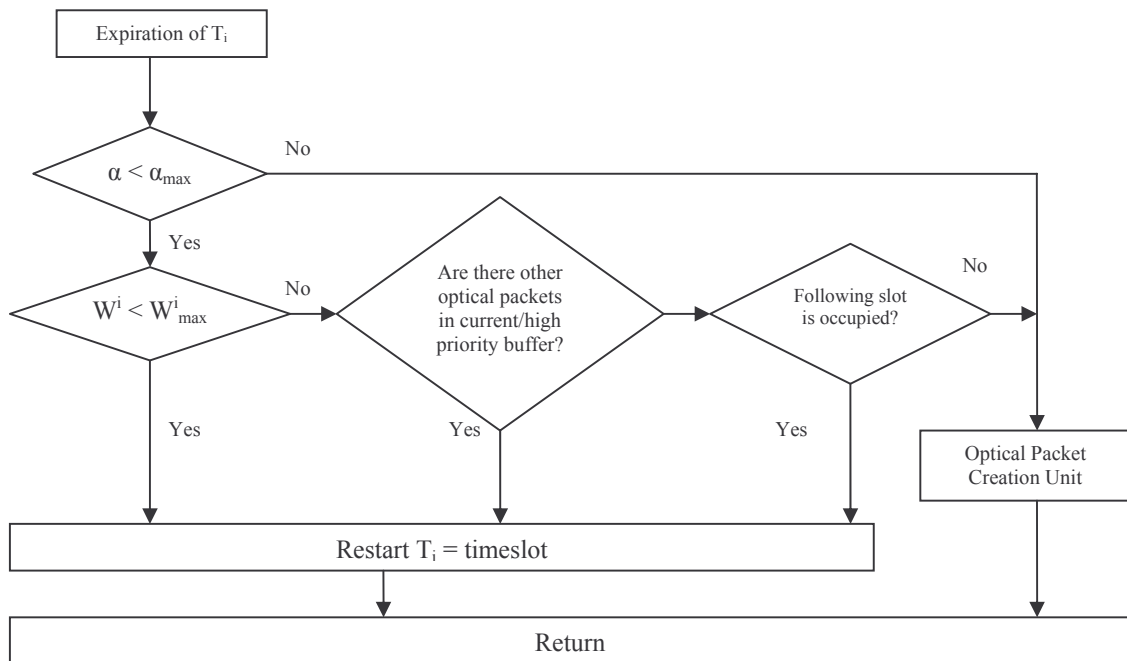 Expiration of Tᵢ
No
α < αₘₐₓ
Yes
Wⁱ < Wⁱₘₐₓ
No
Are there other
optical packets
in current/high
priority buffer?
Following slot
is occupied?
No
Yes
Yes
Yes
Optical Packet
Creation Unit
Restart Tᵢ = timeslot
Return